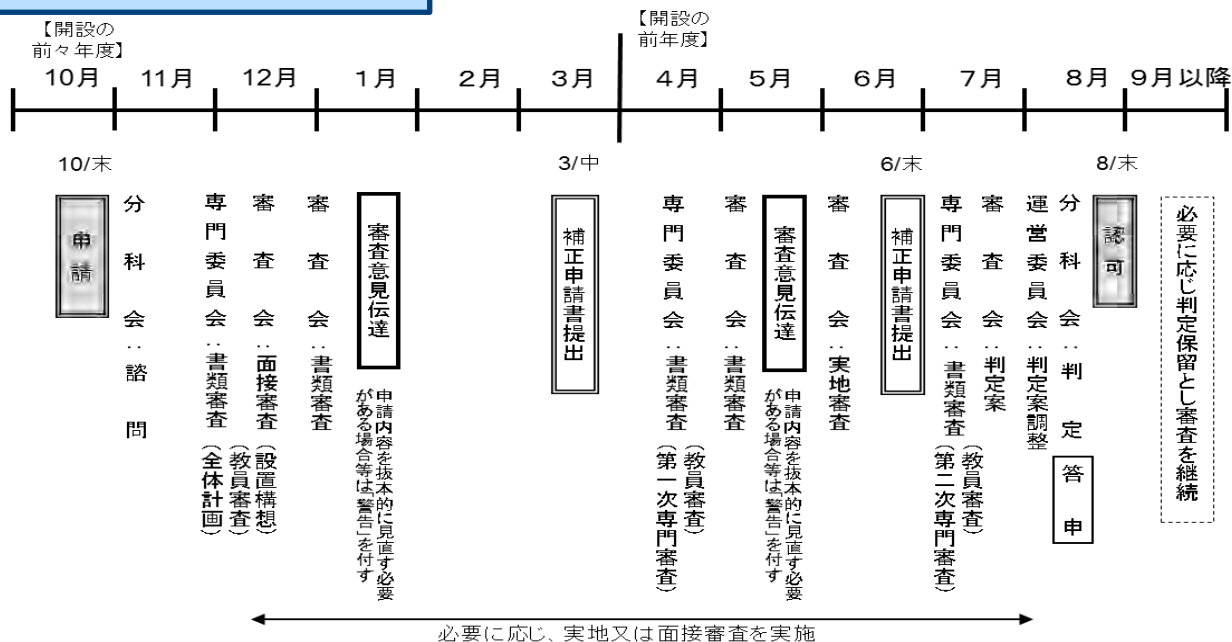 【開設の
前々年度】
【開設の
前年度】
10月 11月 12月 1月 2月 3月 4月 5月 6月 7月 8月 9月以降
10/末
3/中
6/末
8/末
申請
分科会：諮問
専門委員会：書類審査
（教員審査）
（全体計画）
審査会：面接審査
（設置構想）
審査会：書類審査
審査意見伝達
申請内容を抜本的に見直す必要
がある場合等は「警告」を付す
補正申請書提出
専門委員会：書類審査
（教員審査）
（第一次専門審査）
審査会：書類審査
審査意見伝達
申請内容を抜本的に見直す必要
がある場合等は「警告」を付す
審査会：実地審査
補正申請書提出
専門委員会：書類審査
（教員審査）
（第二次専門審査）
審査会：判定案
運営委員会：判定案調整
分科会：判定
答申
認可
必要に応じ判定保留とし審査を継続
必要に応じ、実地又は面接審査を実施